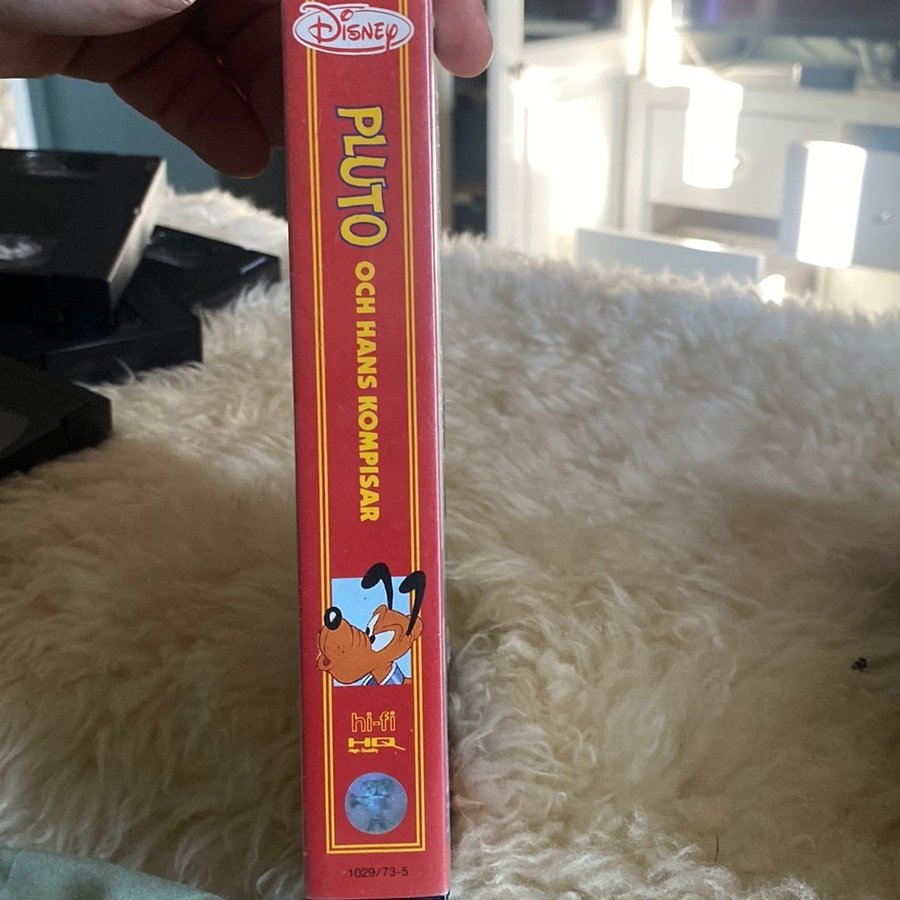 Disney
PLUTO OCH HANS KOMPISAR
hi-fi
HQ
High Quality
1029/73-5